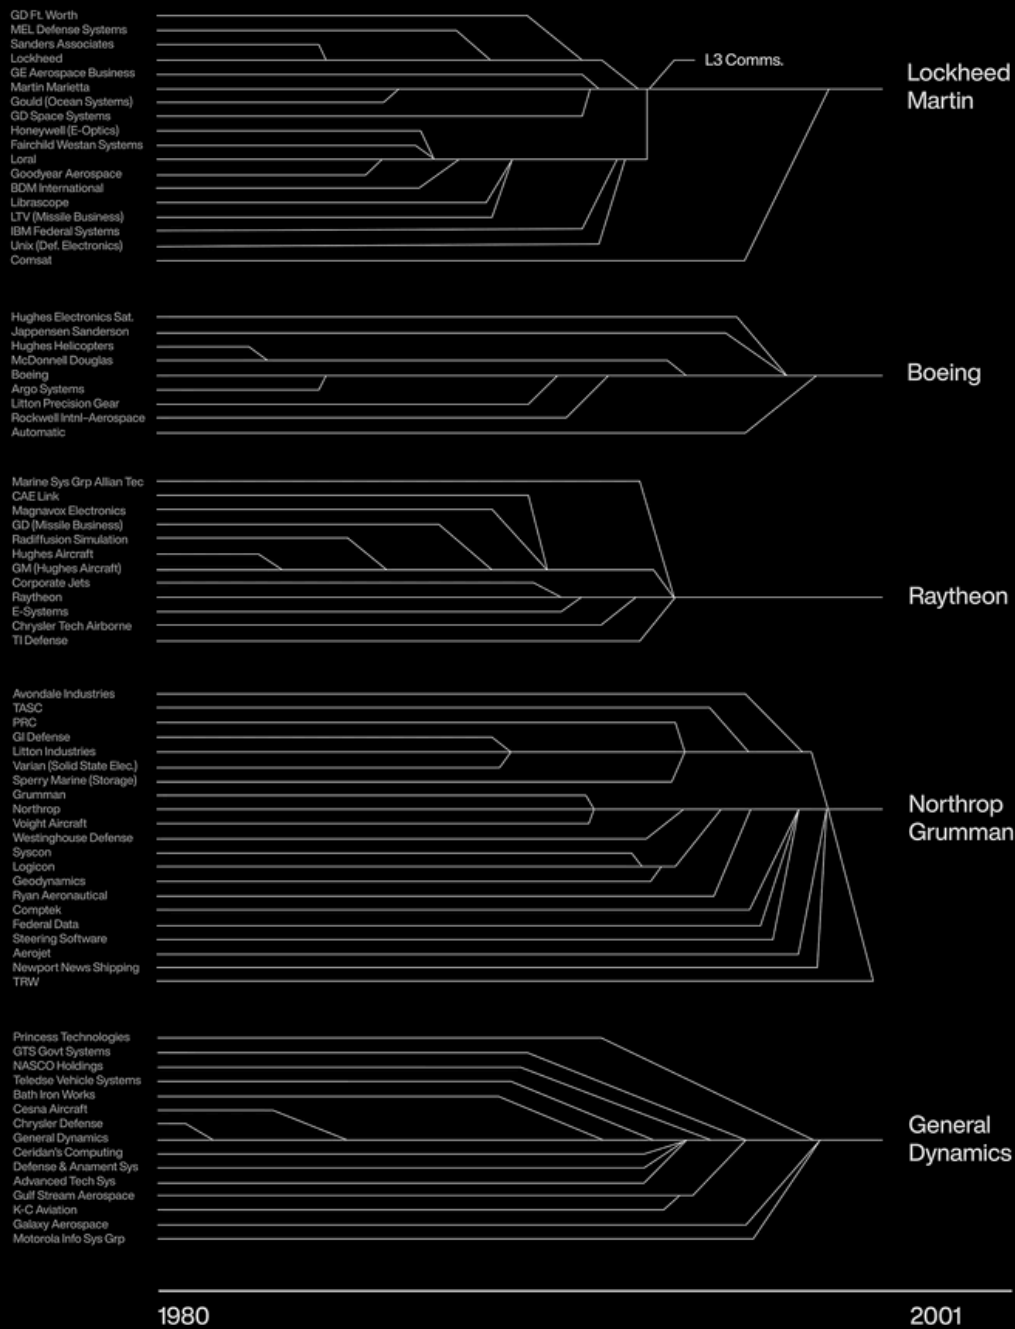 GD Ft. Worth
MEL Defense Systems
Sanders Associates
Lockheed
GE Aerospace Business
Martin Marietta
Gould (Ocean Systems)
GD Space Systems
Honeywell (E-Optics)
Fairchild Westan Systems
Loral
Goodyear Aerospace
BDM International
Librascope
LTV (Missile Business)
IBM Federal Systems
Unix (Def. Electronics)
Comsat
L3 Comms.
Lockheed
Martin
Hughes Electronics Sat.
Jappensen Sanderson
Hughes Helicopters
McDonnell Douglas
Boeing
Argo Systems
Litton Precision Gear
Rockwell Intnl-Aerospace
Automatic
Boeing
Marine Sys Grp Allian Tec
CAE Link
Magnavox Electronics
GD (Missile Business)
Radiffusion Simulation
Hughes Aircraft
GM (Hughes Aircraft)
Corporate Jets
Raytheon
E-Systems
Chrysler Tech Airborne
TI Defense
Raytheon
Avondale Industries
TASC
PRC
GI Defense
Litton Industries
Varian (Solid State Elec.)
Sperry Marine (Storage)
Grumman
Northrop
Voight Aircraft
Westinghouse Defense
Syscon
Logicon
Geodynamics
Ryan Aeronautical
Comptek
Federal Data
Steering Software
Aerojet
Newport News Shipping
TRW
Northrop
Grumman
Princess Technologies
GTS Govt Systems
NASCO Holdings
Teledse Vehicle Systems
Bath Iron Works
Cesna Aircraft
Chrysler Defense
General Dynamics
Ceridan's Computing
Defense & Anament Sys
Advanced Tech Sys
Gulf Stream Aerospace
K-C Aviation
Galaxy Aerospace
Motorola Info Sys Grp
General
Dynamics
1980
2001